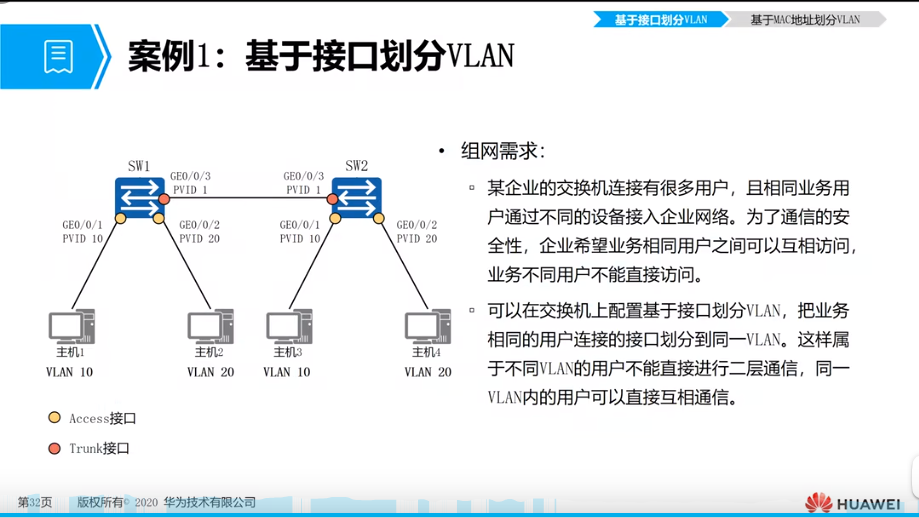 基于接口划分VLAN
基于MAC地址划分VLAN
案例1：基于接口划分VLAN
SW1
SW2
GE0/0/3
PVID 1
GE0/0/3
PVID 1
GE0/0/1
PVID 10
GE0/0/2
PVID 20
GE0/0/1
PVID 10
GE0/0/2
PVID 20
主机1
主机2
主机3
主机4
VLAN 10
VLAN 20
VLAN 10
VLAN 20
Access接口
Trunk接口
• 组网需求：
▫ 某企业的交换机连接有很多用户，且相同业务用
户通过不同的设备接入企业网络。为了通信的安
全性，企业希望业务相同用户之间可以互相访问，
业务不同用户不能直接访问。
▫ 可以在交换机上配置基于接口划分VLAN，把业务
相同的用户连接的接口划分到同一VLAN。这样属
于不同VLAN的用户不能直接进行二层通信，同一
VLAN内的用户可以直接互相通信。
第32页
版权所有© 2020 华为技术有限公司
HUAWEI